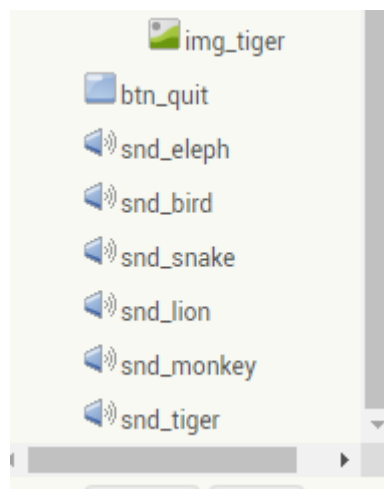 img_tiger
btn_quit
snd_eleph
snd_bird
snd_snake
snd_lion
snd_monkey
snd_tiger